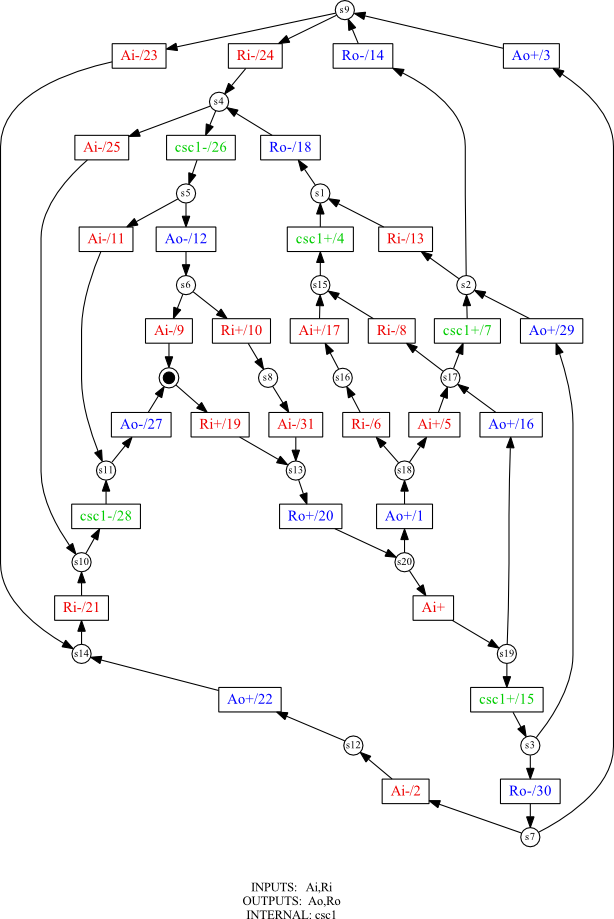 s9
Ai-/23 Ri-/24 Ro-/14 Ao+/3
s4
Ai-/25 csc1-/26 Ro-/18
s5 s1
Ai-/11 Ao-/12 csc1+/4 Ri-/13
s6 s15 s2
Ai-/9 Ri+/10 Ai+/17 Ri-/8 csc1+/7 Ao+/29
s8 s16 s17
Ao-/27 Ri+/19 Ai-/31 Ri-/6 Ai+/5 Ao+/16
s11 s13 s18
csc1-/28 Ro+/20 Ao+/1
s10 s20
Ri-/21 Ai+
s14 s19
Ao+/22 csc1+/15
s12 s3
Ai-/2 Ro-/30
s7
INPUTS: Ai,Ri
OUTPUTS: Ao,Ro
INTERNAL: csc1